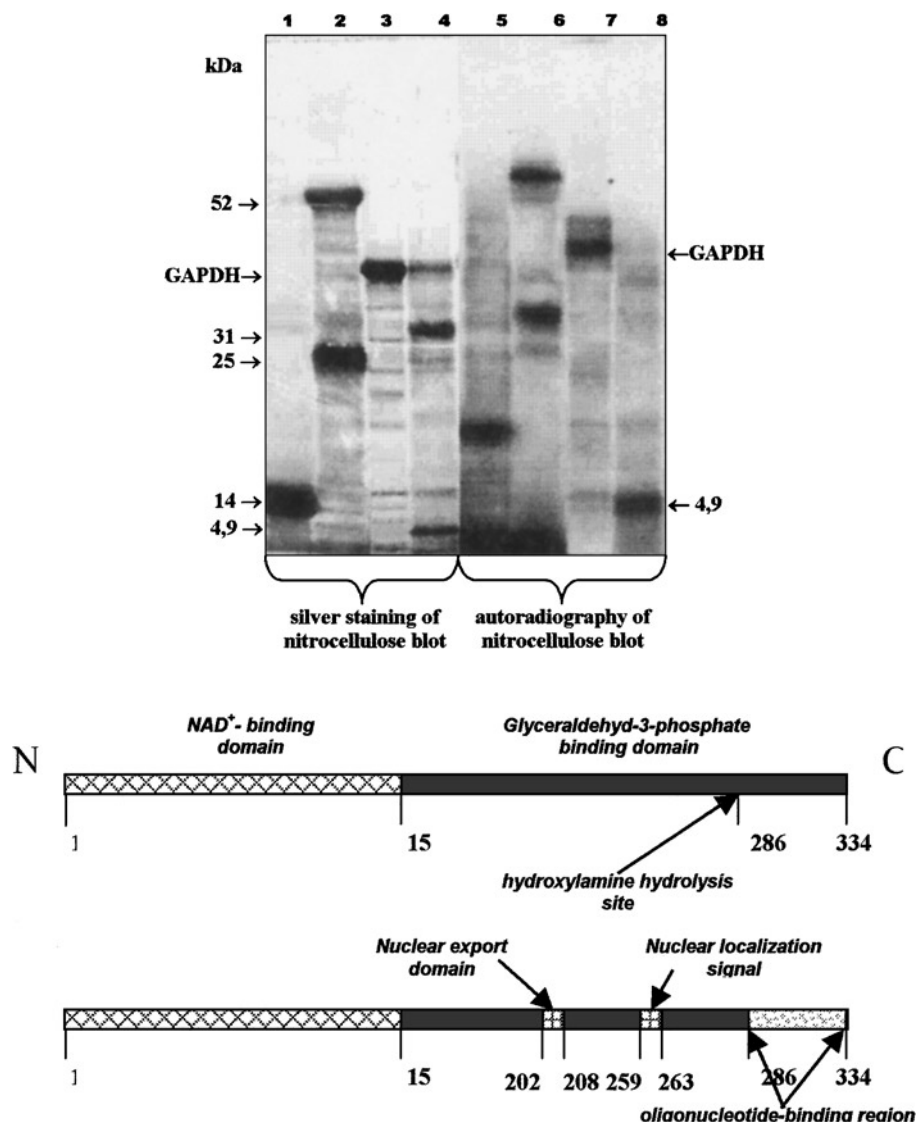 1 2 3 4 5 6 7 8
kDa
52 →
GAPDH→
31 →
25 →
14 →
4,9→
←GAPDH
← 4,9
silver staining of
nitrocellulose blot
autoradiography of
nitrocellulose blot
NAD⁺- binding
domain
Glyceraldehyd-3-phosphate
binding domain
N
C
1 15 286 334
hydroxylamine hydrolysis
site
Nuclear export
domain
Nuclear localization
signal
1 15 202 208 259 263 286 334
oligonucleotide-binding region